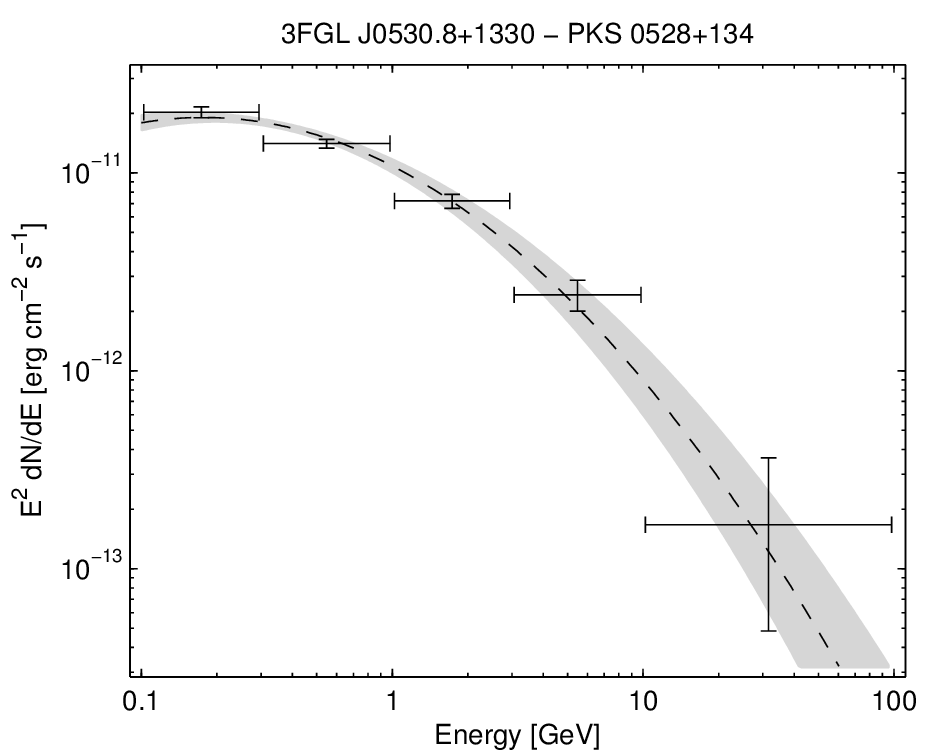 3FGL J0530.8+1330 − PKS 0528+134
E² dN/dE [erg cm⁻² s⁻¹]
10⁻¹¹
10⁻¹²
10⁻¹³
0.1 1 10 100
Energy [GeV]